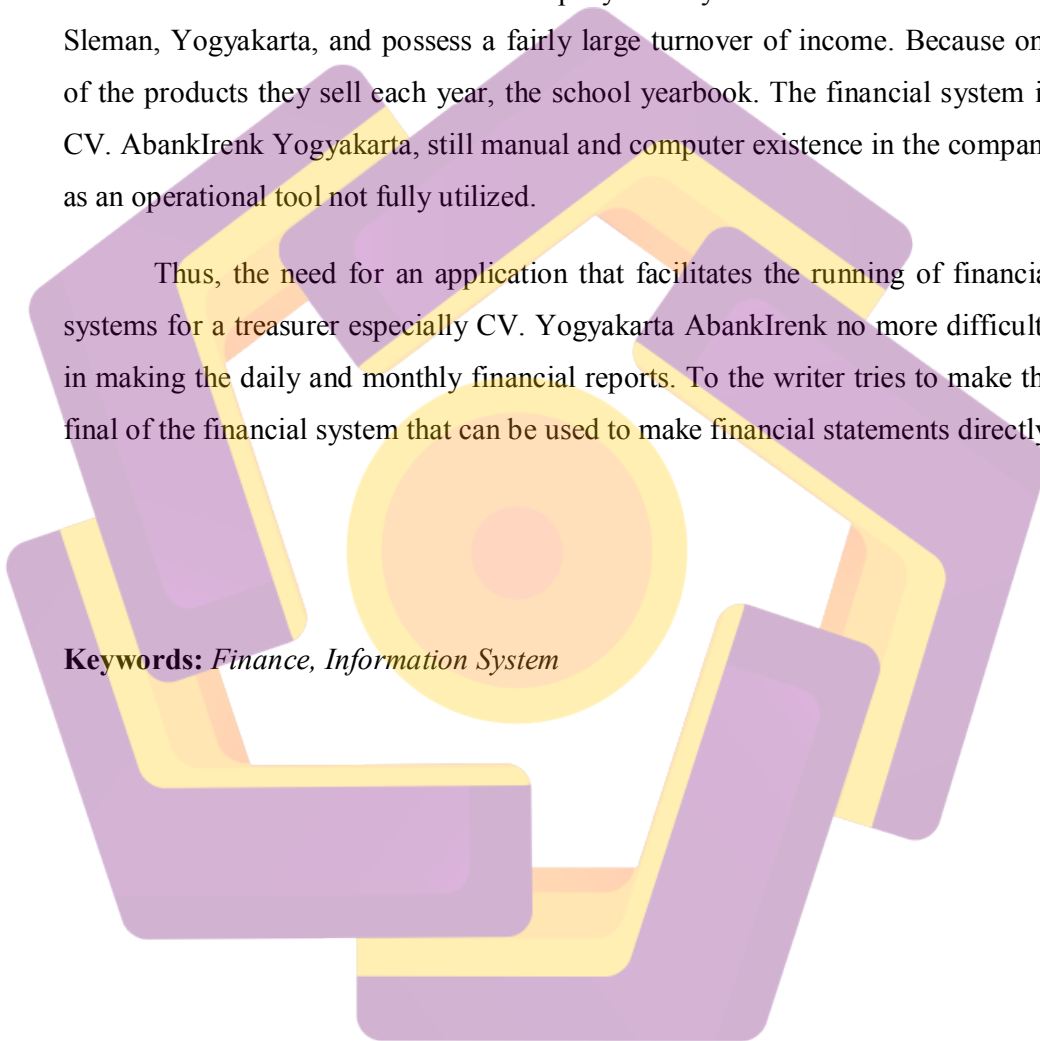 Sleman, Yogyakarta, and possess a fairly large turnover of income. Because on
of the products they sell each year, the school yearbook. The financial system i
CV. AbankIrenk Yogyakarta, still manual and computer existence in the compan
as an operational tool not fully utilized.
Thus, the need for an application that facilitates the running of financia
systems for a treasurer especially CV. Yogyakarta AbankIrenk no more difficult
in making the daily and monthly financial reports. To the writer tries to make th
final of the financial system that can be used to make financial statements directly
Keywords: Finance, Information System